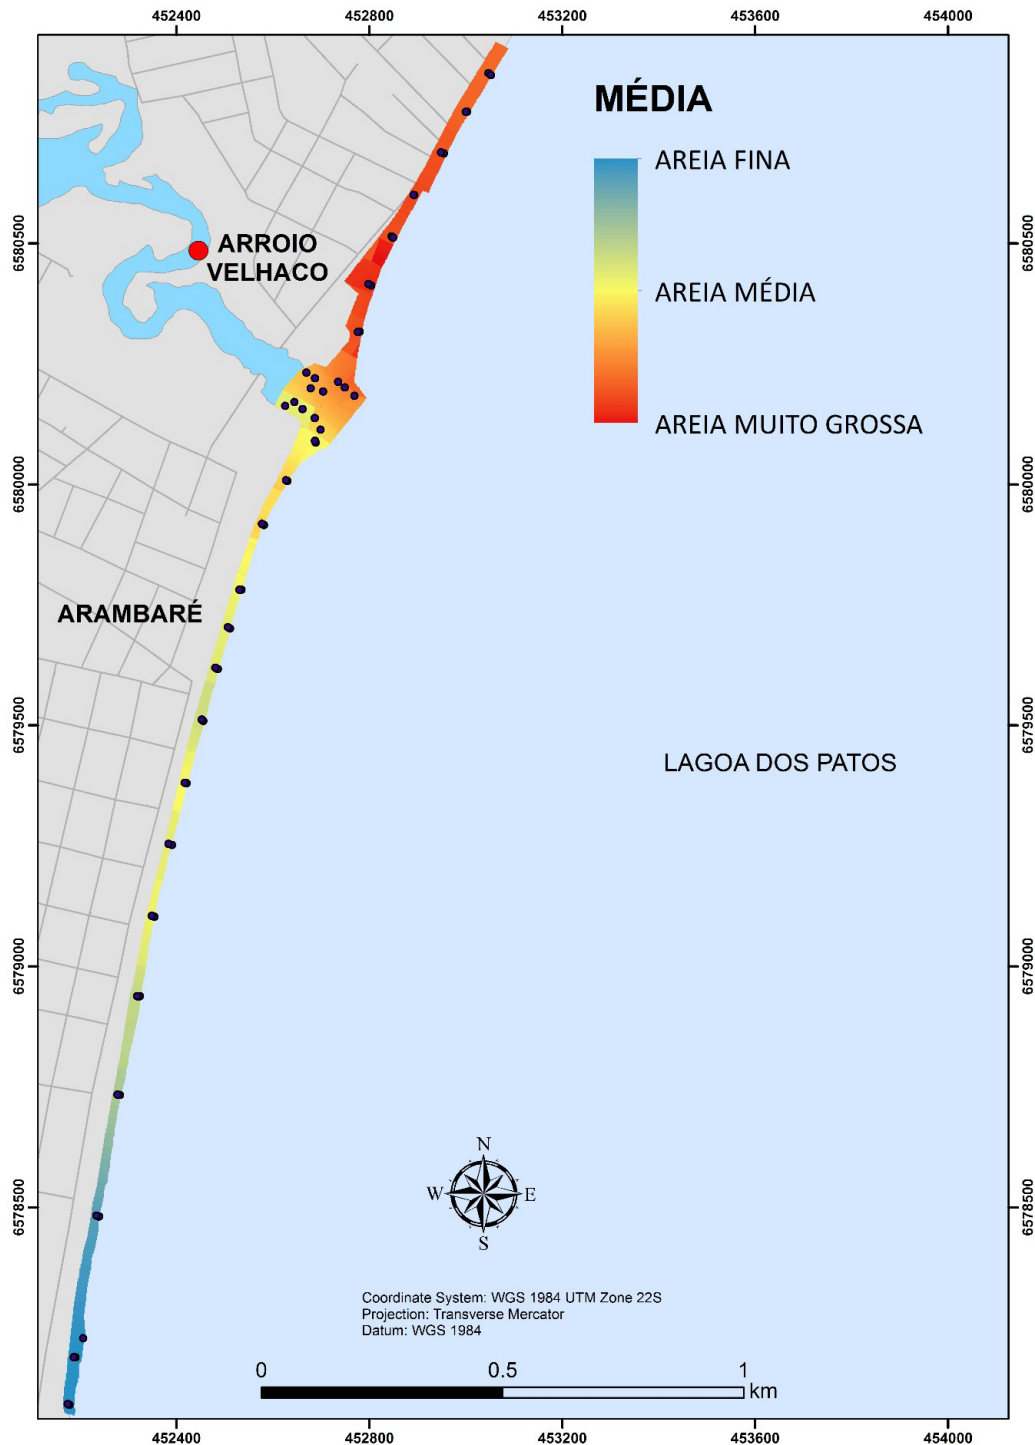 452400 452800 453200 453600 454000
MÉDIA
AREIA FINA
AREIA MÉDIA
AREIA MUITO GROSSA
ARROIO
VELHACO
6580500 6580500
6580000 6580000
ARAMBARÉ
6579500 6579500
LAGOA DOS PATOS
6579000 6579000
6578500 6578500
N
W E
S
Coordinate System: WGS 1984 UTM Zone 22S
Projection: Transverse Mercator
Datum: WGS 1984
0 0.5 1
km
452400 452800 453200 453600 454000